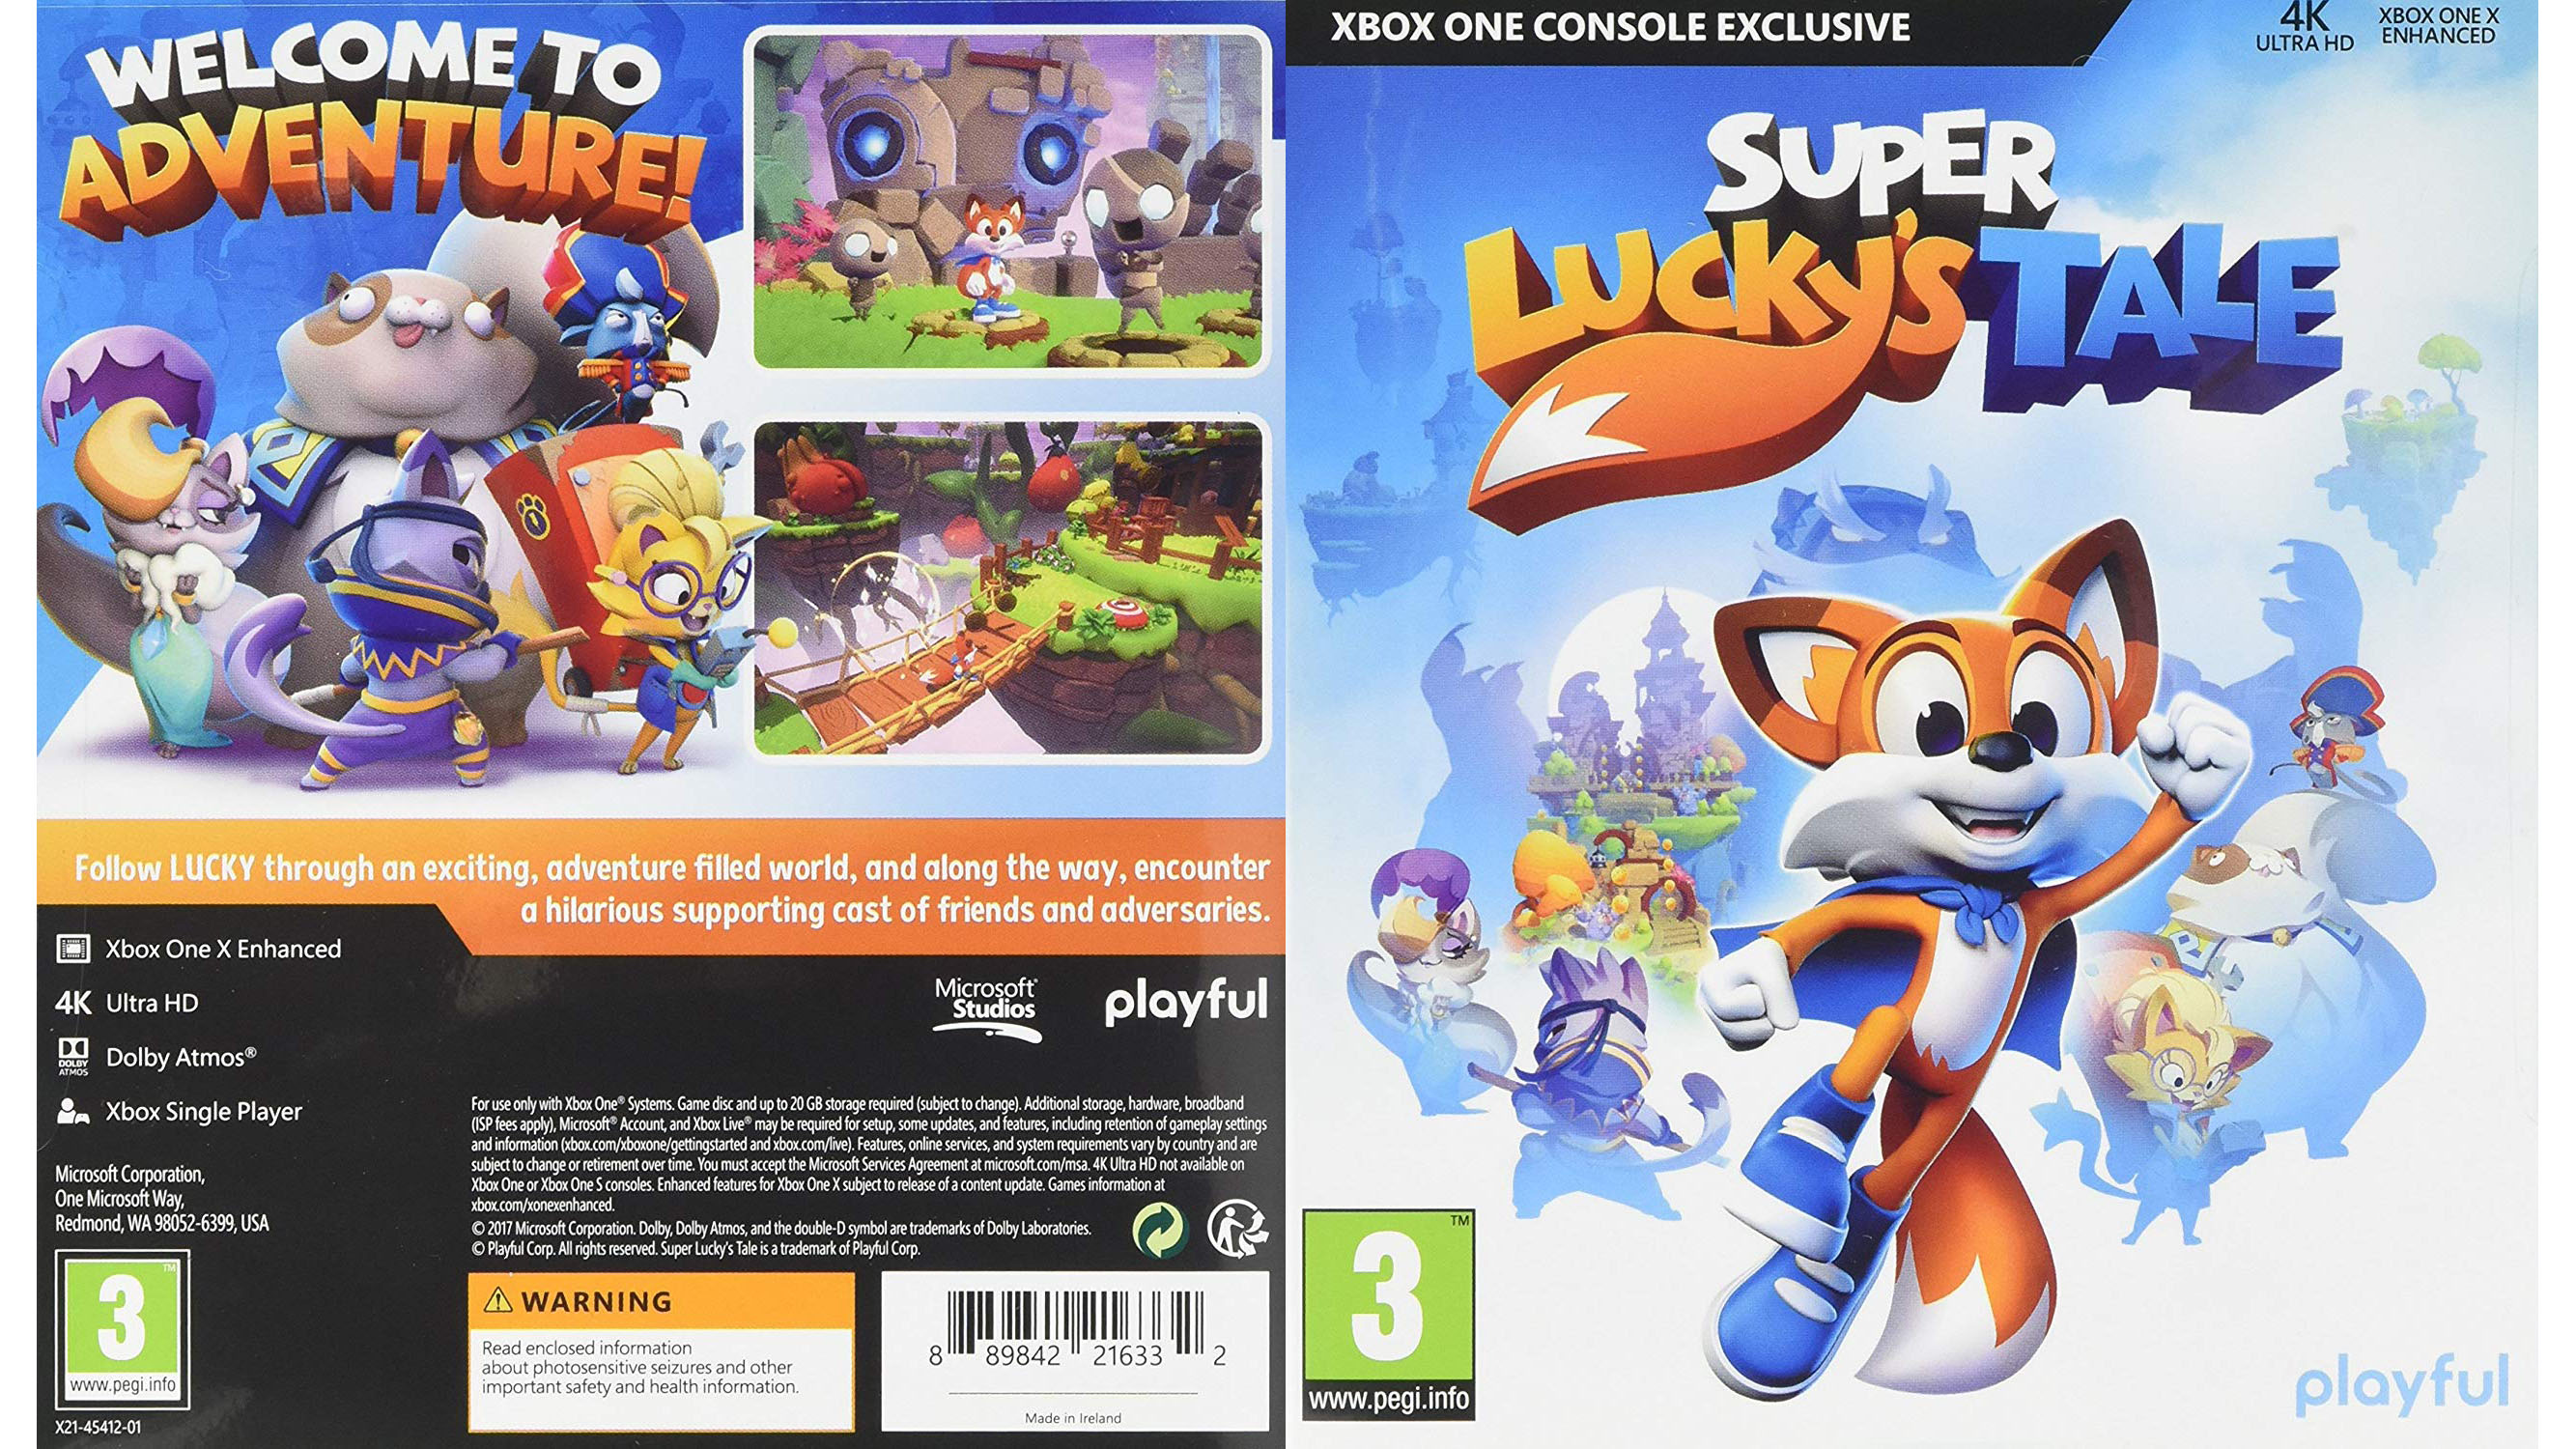 WELCOME TO
ADVENTURE!
Follow LUCKY through an exciting, adventure filled world, and along the way, encounter
a hilarious supporting cast of friends and adversaries.
Xbox One X Enhanced
4K Ultra HD
DOLBY
ATMOS
Dolby Atmos®
Xbox Single Player
Microsoft Corporation,
One Microsoft Way,
Redmond, WA 98052-6399, USA
3
TM
www.pegi.info
X21-45412-01
Microsoft®
Studios
playful
For use only with Xbox One® Systems. Game disc and up to 20 GB storage required (subject to change). Additional storage, hardware, broadband
(ISP fees apply), Microsoft® Account, and Xbox Live® may be required for setup, some updates, and features, including retention of gameplay settings
and information (xbox.com/xboxone/gettingstarted and xbox.com/live). Features, online services, and system requirements vary by country and are
subject to change or retirement over time. You must accept the Microsoft Services Agreement at microsoft.com/msa. 4K Ultra HD not available on
Xbox One or Xbox One S consoles. Enhanced features for Xbox One X subject to release of a content update. Games information at
xbox.com/xonexenhanced.
© 2017 Microsoft Corporation. Dolby, Dolby Atmos, and the double-D symbol are trademarks of Dolby Laboratories.
© Playful Corp. All rights reserved. Super Lucky's Tale is a trademark of Playful Corp.
WARNING
Read enclosed information
about photosensitive seizures and other
important safety and health information.
8 89842 21633 2
Made in Ireland
XBOX ONE CONSOLE EXCLUSIVE
4K
ULTRA HD
XBOX ONE X
ENHANCED
SUPER
LUCKY'S TALE
3
TM
www.pegi.info
playful